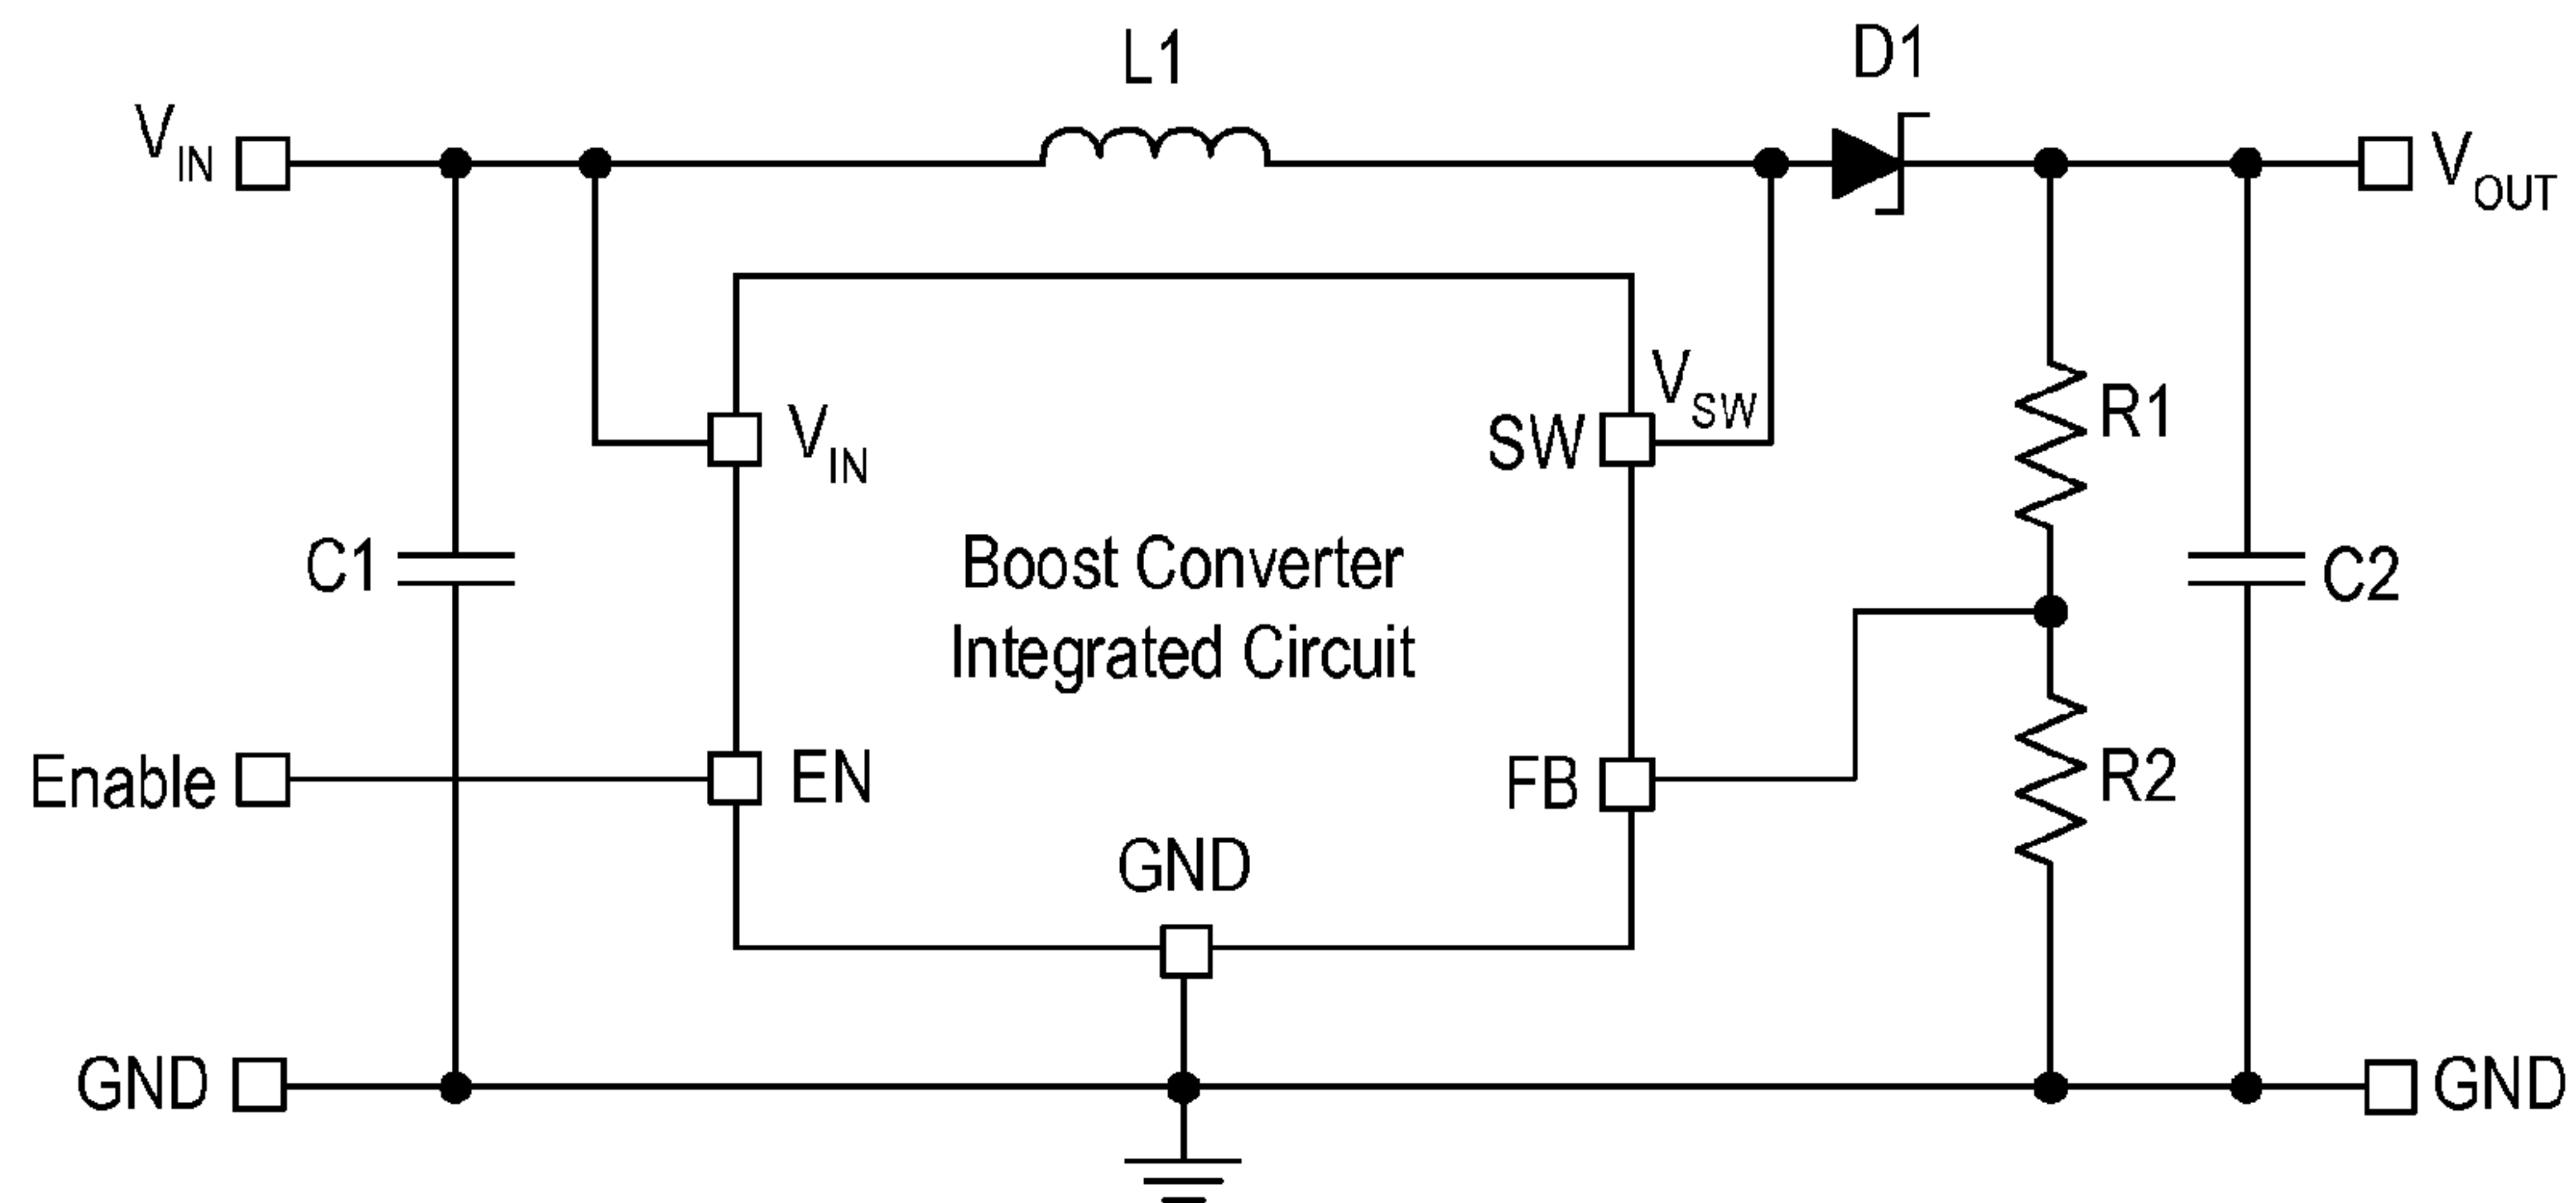 L1
D1
VIN
VOUT
VIN
SW
VSW
R1
Boost Converter
Integrated Circuit
C1
C2
Enable
EN
FB
R2
GND
GND
GND